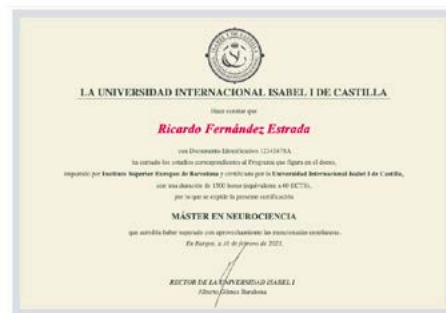 LA UNIVERSIDAD INTERNACIONAL ISABEL I DE CASTILLA
Hace constar que
Ricardo Fernández Estrada
con Documento Identificativo 12345678A
ha cursado los estudios correspondientes al Programa que figura en el dorso,
impartido por Instituto Superior Europeo de Barcelona y certificado por la Universidad Internacional Isabel I de Castilla,
con una duración de 1500 horas (equivalente a 60 ECTS),
por lo que se expide la presente certificación
MÁSTER EN NEUROCIENCIA
que acredita haber superado con aprovechamiento las mencionadas enseñanzas.
En Burgos, a de febrero de 2023.
RECTOR DE LA UNIVERSIDAD ISABEL I
Alberto Gómez Barahona